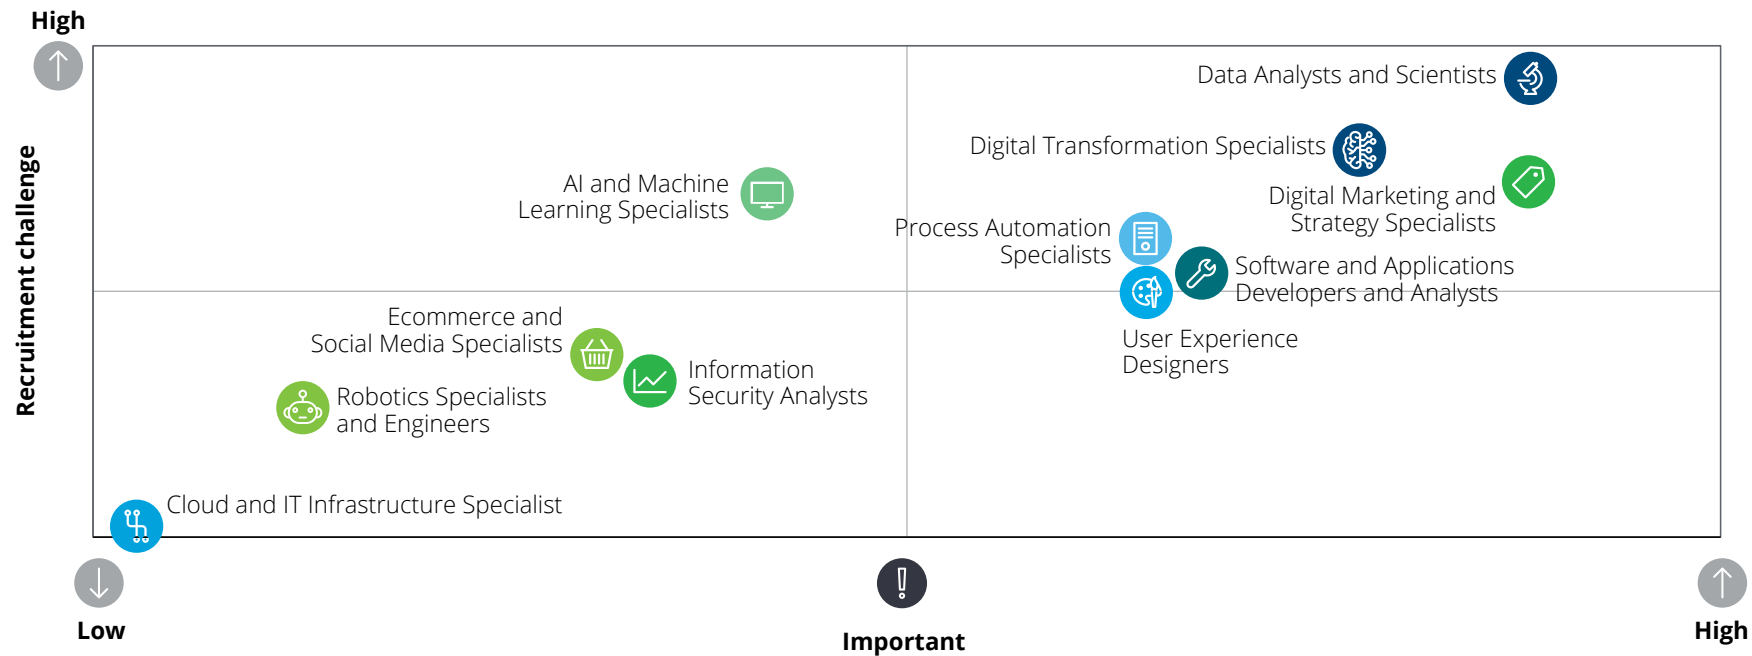 High
Recruitment challenge
Data Analysts and Scientists
Digital Transformation Specialists
AI and Machine
Learning Specialists
Digital Marketing and
Strategy Specialists
Process Automation
Specialists
Software and Applications
Developers and Analysts
Ecommerce and
Social Media Specialists
User Experience
Designers
Information
Security Analysts
Robotics Specialists
and Engineers
Cloud and IT Infrastructure Specialist
Low
Important
High